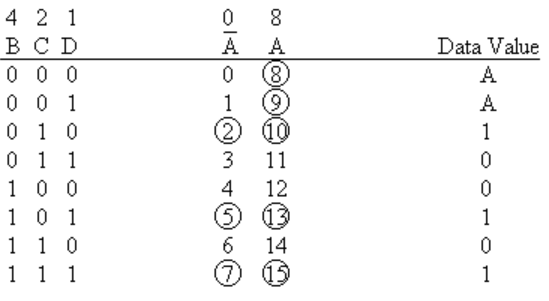 4 2 1 0 8
B C D A̅ A Data Value
0 0 0 0 8 A
0 0 1 1 9 A
0 1 0 2 10 1
0 1 1 3 11 0
1 0 0 4 12 0
1 0 1 5 13 1
1 1 0 6 14 0
1 1 1 7 15 1